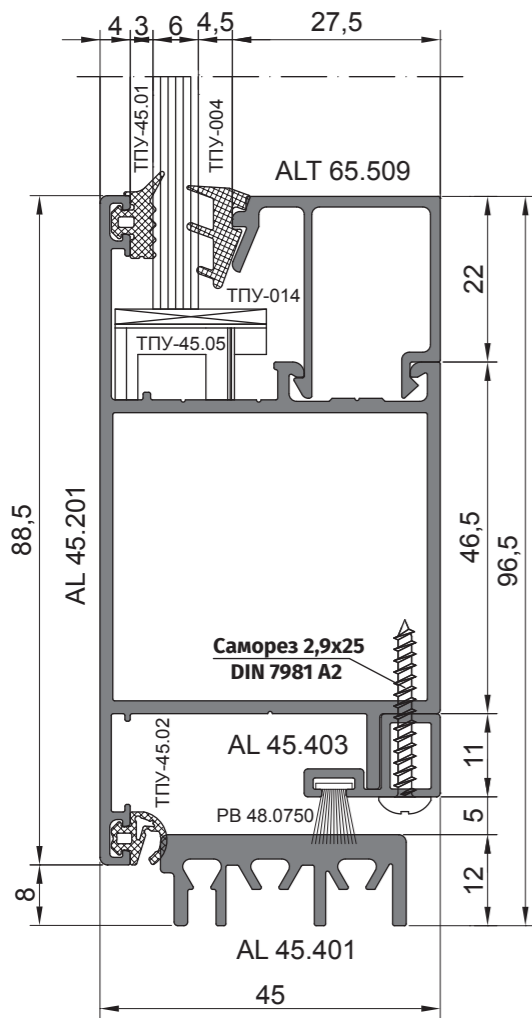 4 3 6 4,5 27,5
ТПУ-45.01
ТПУ-004
ALT 65.509
22
ТПУ-014
ТПУ-45.05
88,5
AL 45.201
46,5
96,5
Саморез 2,9x25
DIN 7981 A2
ТПУ-45.02
AL 45.403
11
РВ 48.0750
5
8
12
AL 45.401
45